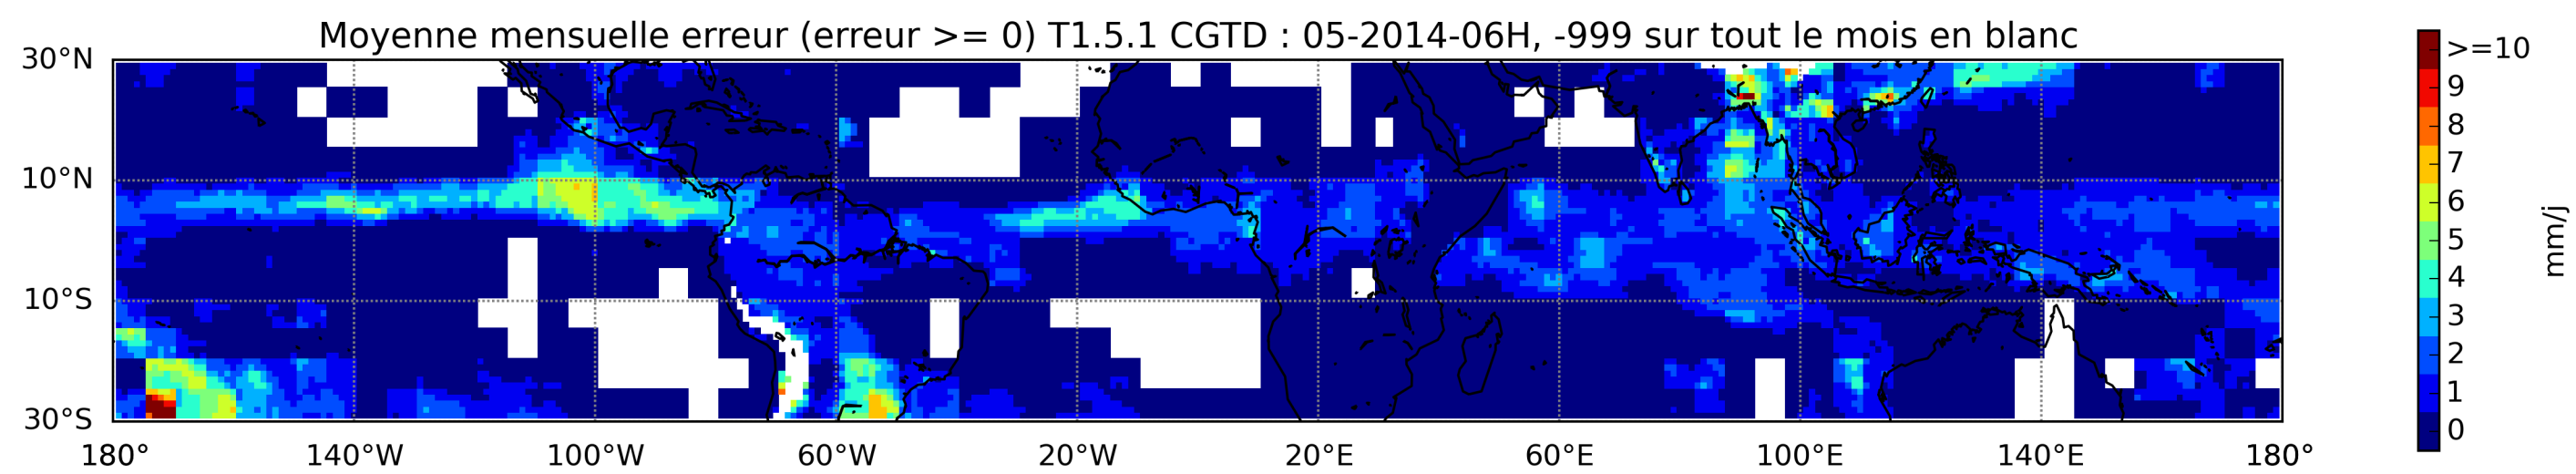 Moyenne mensuelle erreur (erreur >= 0) T1.5.1 CGTD : 05-2014-06H, -999 sur tout le mois en blanc
30°N
10°N
10°S
30°S
180° 140°W 100°W 60°W 20°W 20°E 60°E 100°E 140°E 180°
>=10
9
8
7
6
5
4
3
2
1
0
mm/j